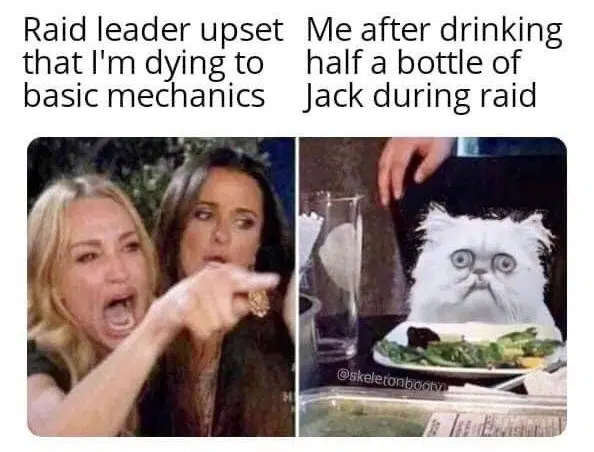 Raid leader upset
that I'm dying to
basic mechanics
Me after drinking
half a bottle of
Jack during raid
@skeletonbooty